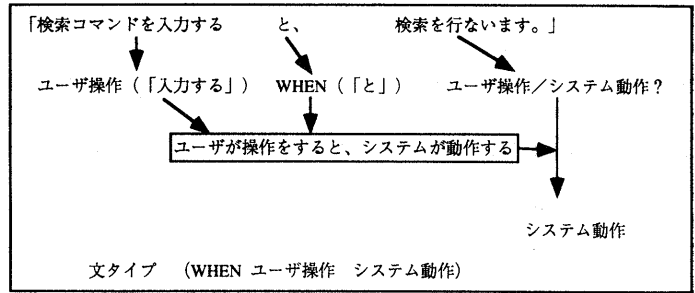 「検索コマンドを入力する と、 検索を行ないます。」
ユーザ操作（「入力する」） WHEN（「と」） ユーザ操作／システム動作？
ユーザが操作をすると、システムが動作する
システム動作
文タイプ （WHEN ユーザ操作 システム動作）